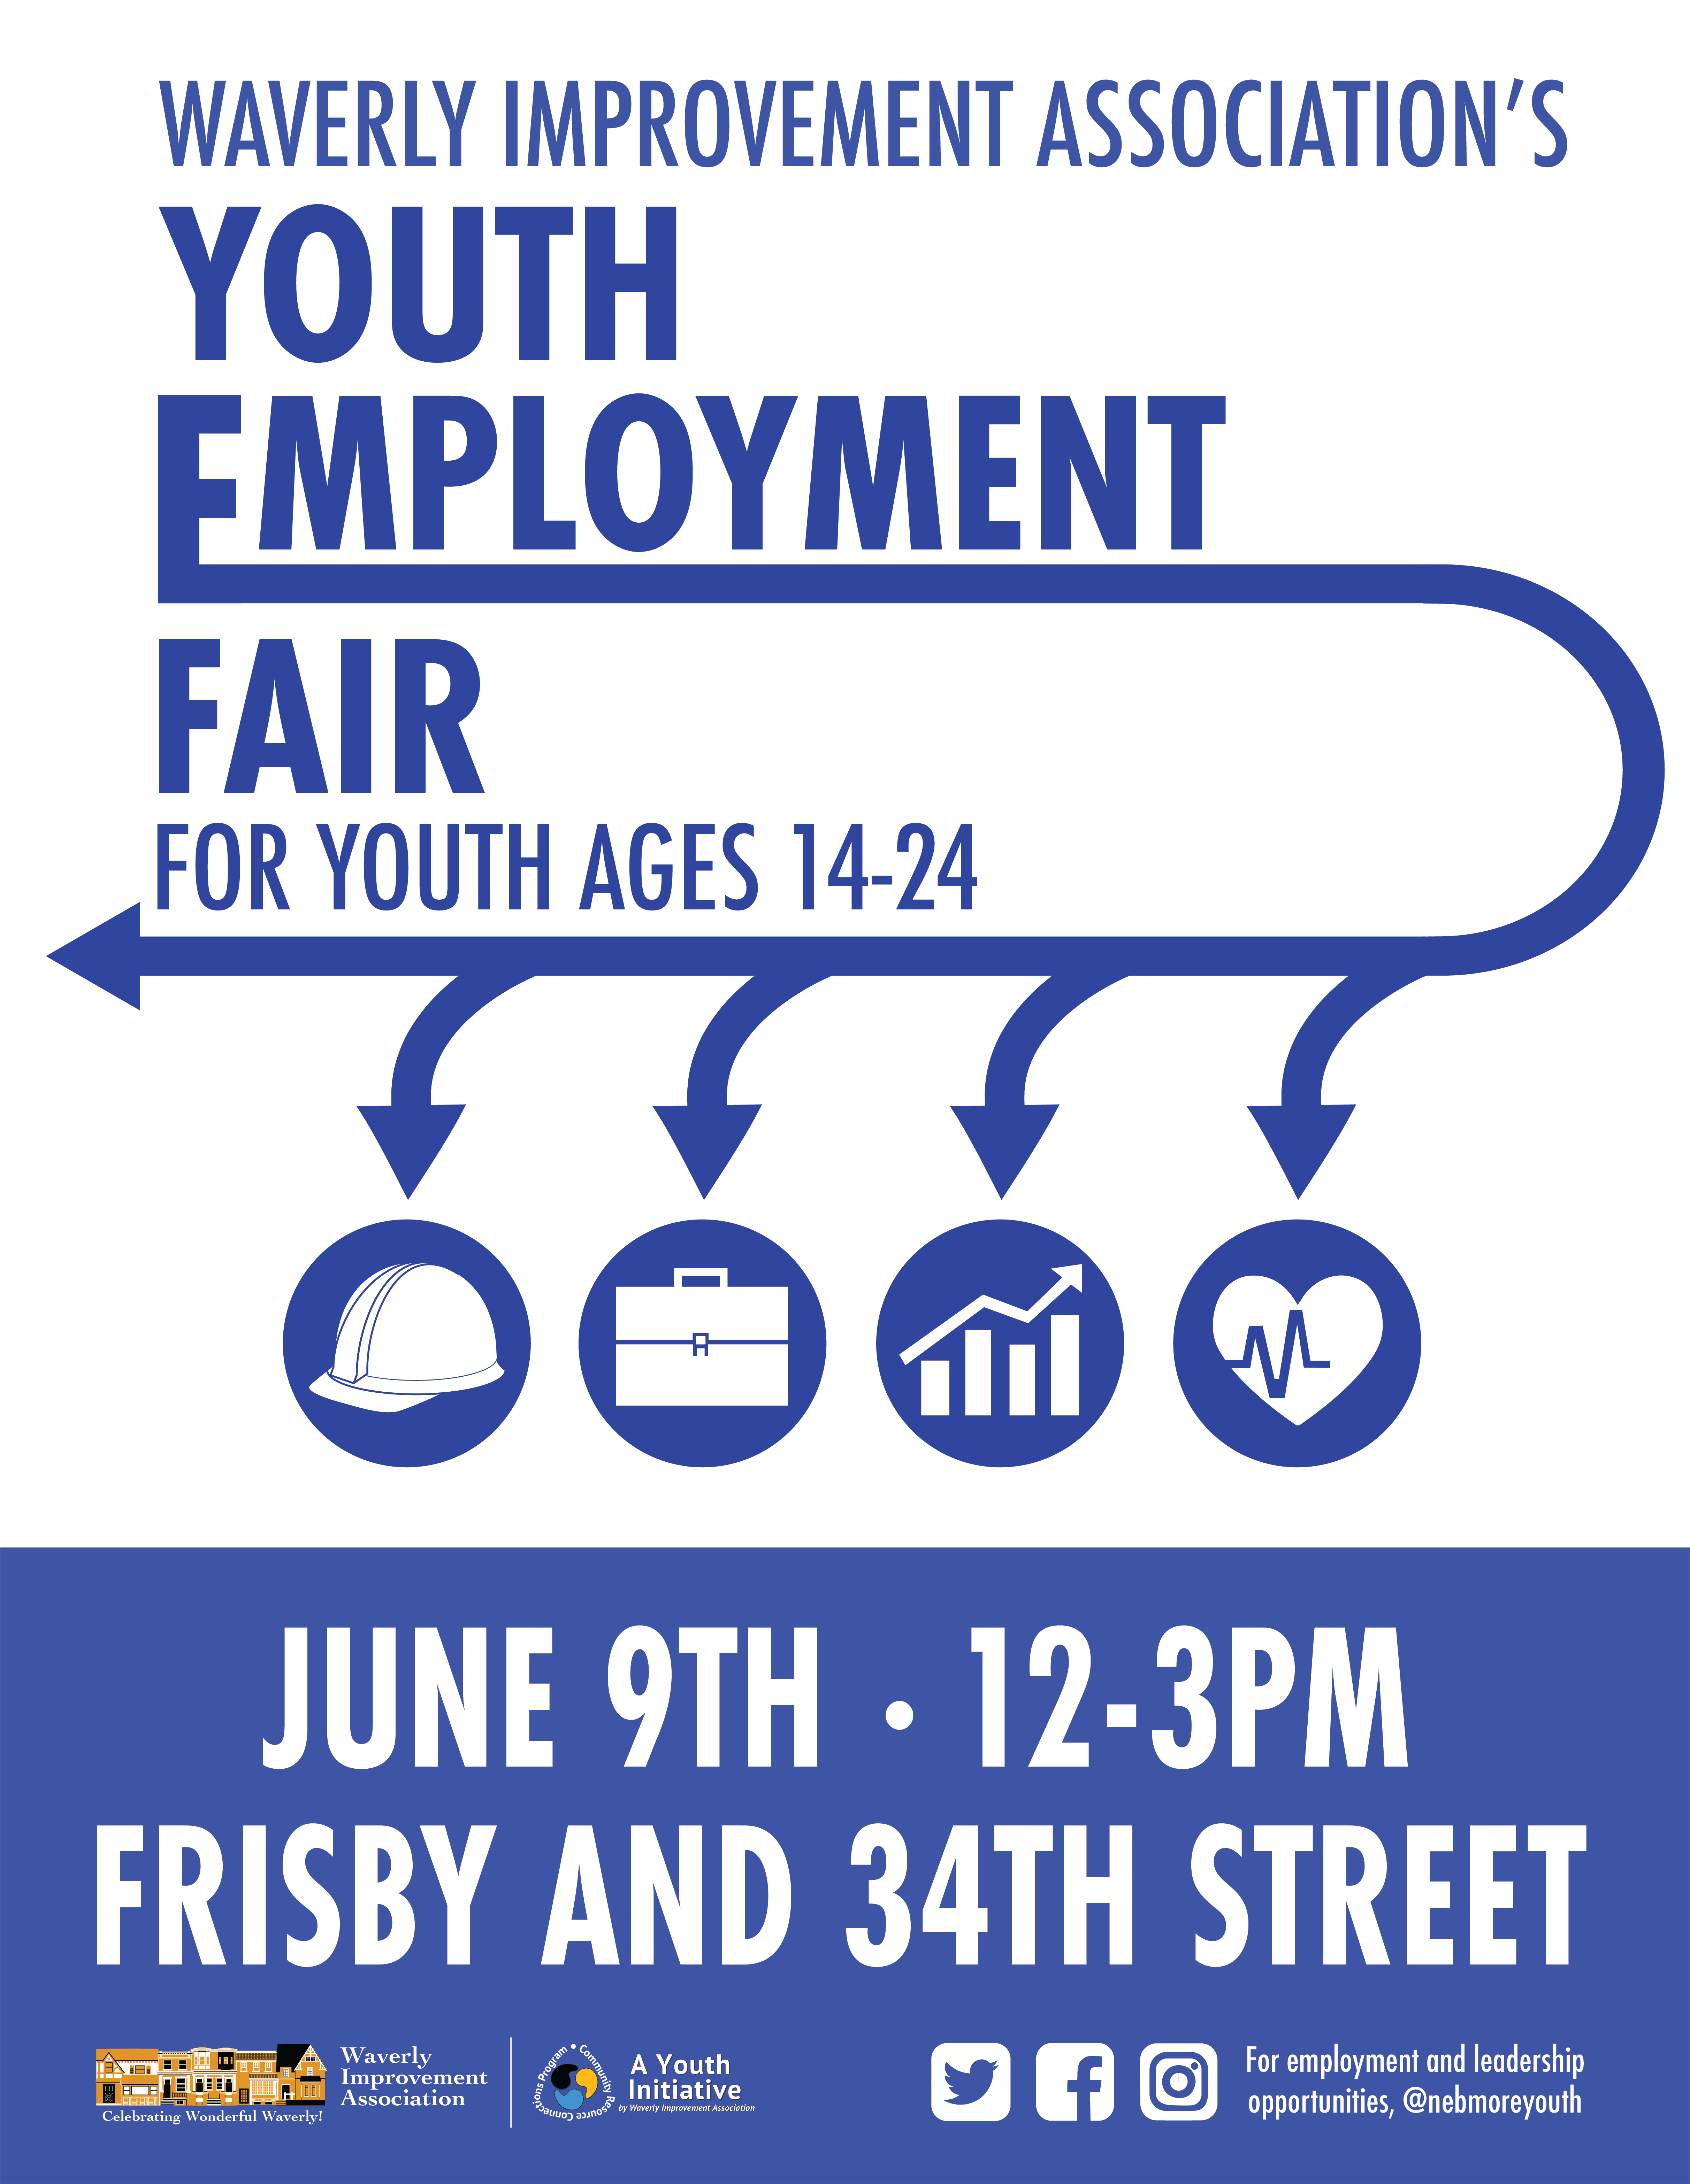 WAVERLY IMPROVEMENT ASSOCIATION'S
YOUTH
EMPLOYMENT
FAIR
FOR YOUTH AGES 14-24
JUNE 9TH • 12-3PM
FRISBY AND 34TH STREET
Waverly
Improvement
Association
Celebrating Wonderful Waverly!
Community Resource Connections Program •
A Youth
Initiative
by Waverly Improvement Association
For employment and leadership
opportunities, @nebmoreyouth